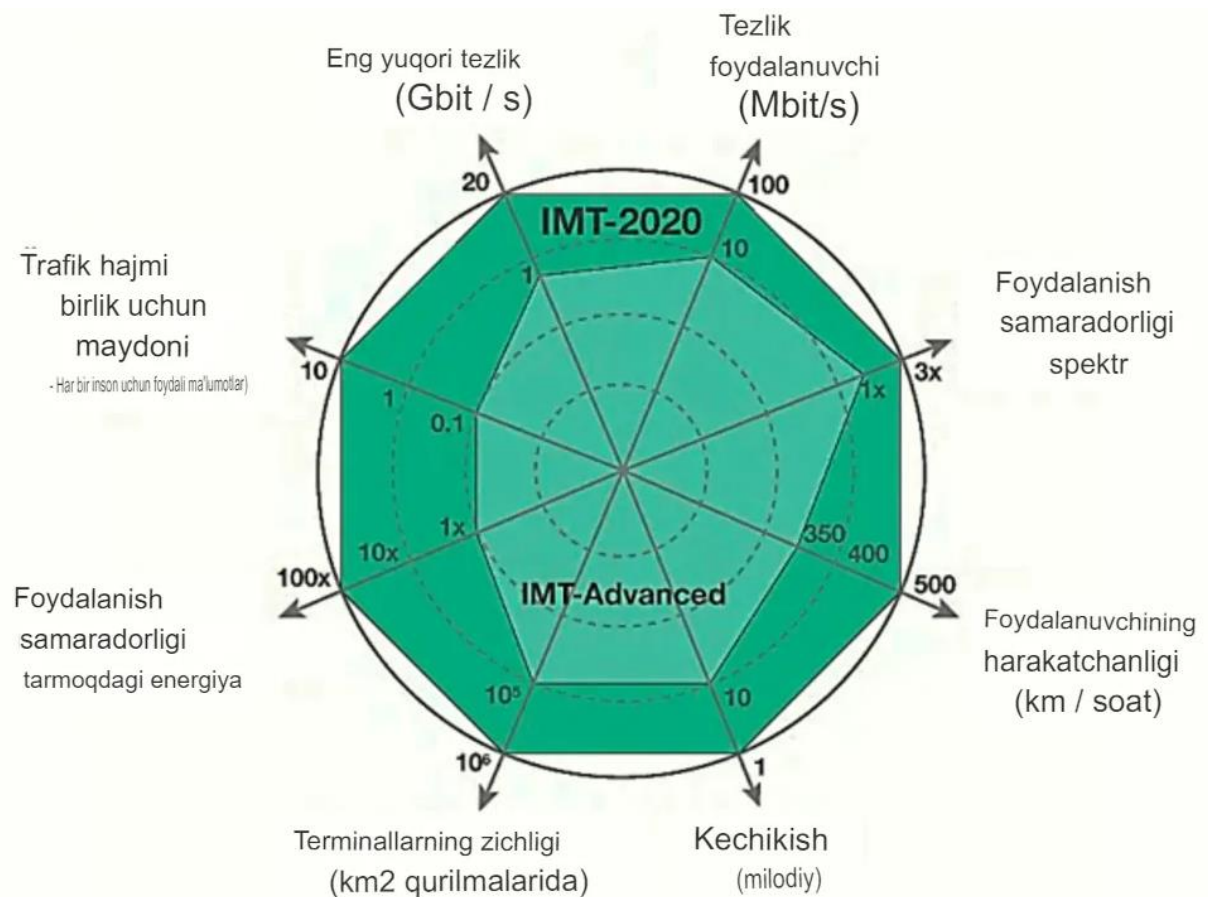 Eng yuqori tezlik
(Gbit / s)
Tezlik
foydalanuvchi
(Mbit/s)
20
100
IMT-2020
1
10
Trafik hajmi
birlik uchun
maydoni
- Har bir inson uchun foydali ma'lumotlar)
Foydalanish
samaradorligi
spektr
10
1
0.1
1x
3x
1x
10x
100x
350
400
500
Foydalanish
samaradorligi
tarmoqdagi energiya
IMT-Advanced
Foydalanuvchining
harakatchanligi
(km / soat)
10⁵
10
10⁶
1
Terminallarning zichligi
(km2 qurilmalarida)
Kechikish
(milodiy)